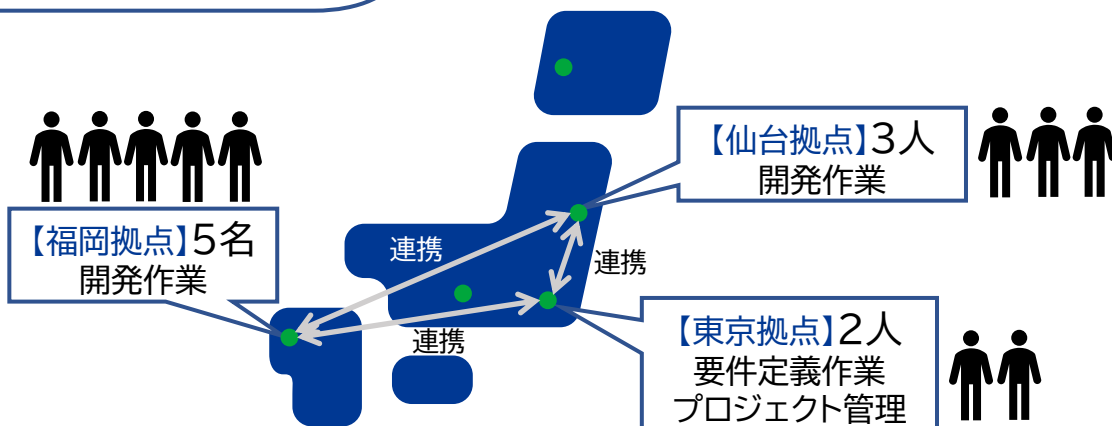 【仙台拠点】3人
開発作業
【福岡拠点】5名
開発作業
連携
連携
連携
【東京拠点】2人
要件定義作業
プロジェクト管理